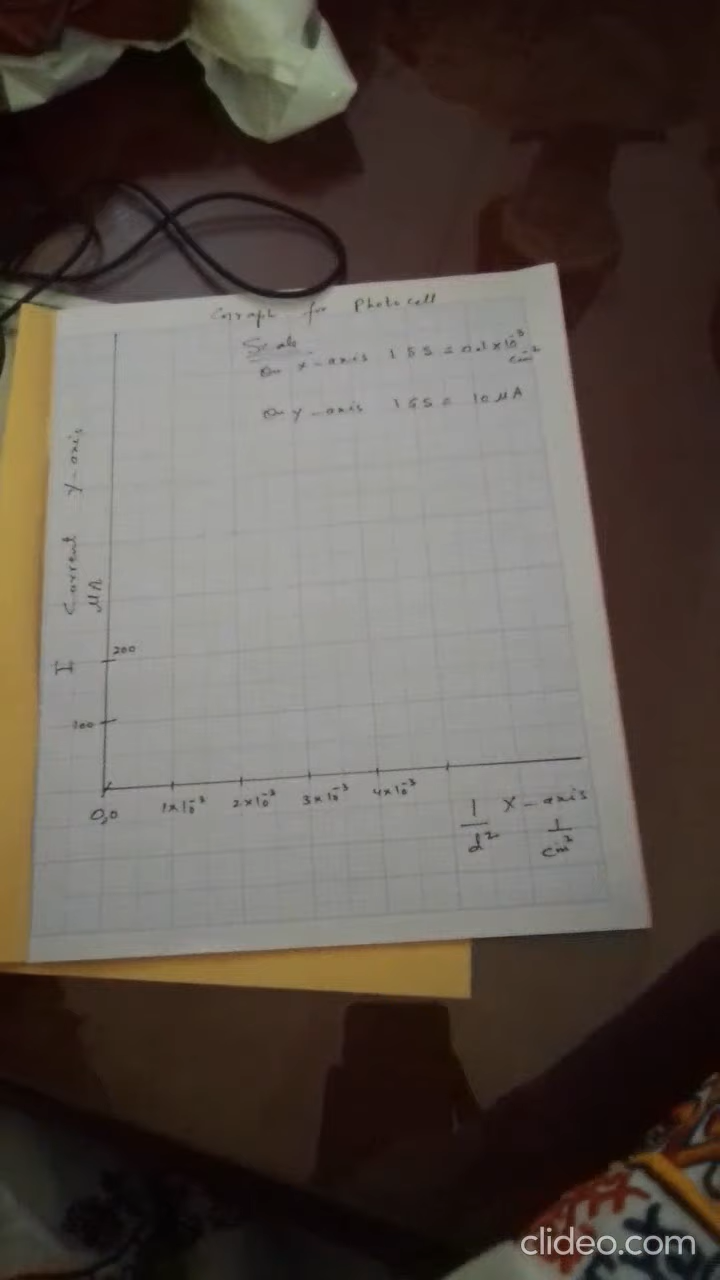 Graph for Photocell
Scale
On x-axis 1 SS = 0.1 × 10⁻³ cm⁻²
On y-axis 1 SS = 10 μA
I Current y-axis
μA
200
100
0,0
1×10⁻³ 2×10⁻³ 3×10⁻³ 4×10⁻³
1/d² X-axis 1/cm²
clideo.com